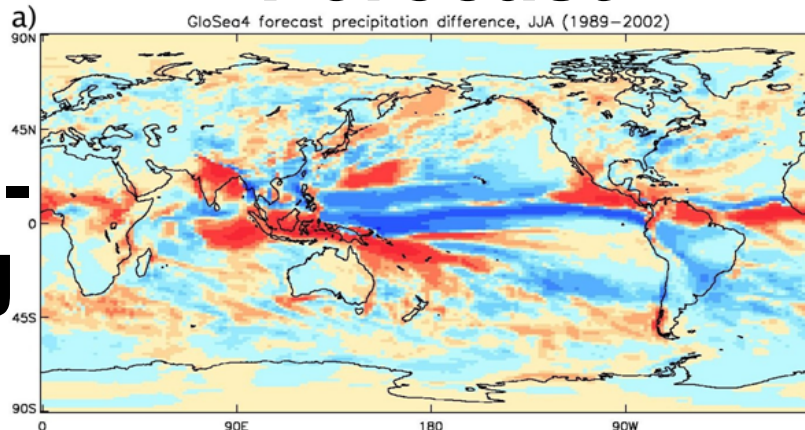 a)
GloSea4 forecast precipitation difference, JJA (1989-2002)
90N
45N
0
45S
90S
0 90E 180 90W